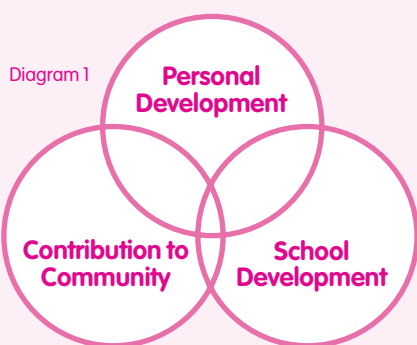 Diagram 1
Personal
Development
Contribution to
Community
School
Development